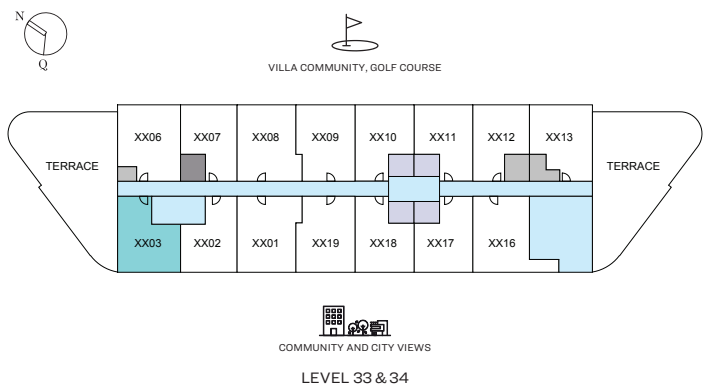 N
Q
VILLA COMMUNITY, GOLF COURSE
XX06 XX07 XX08 XX09 XX10 XX11 XX12 XX13
TERRACE TERRACE
XX03 XX02 XX01 XX19 XX18 XX17 XX16
COMMUNITY AND CITY VIEWS
LEVEL 33 & 34